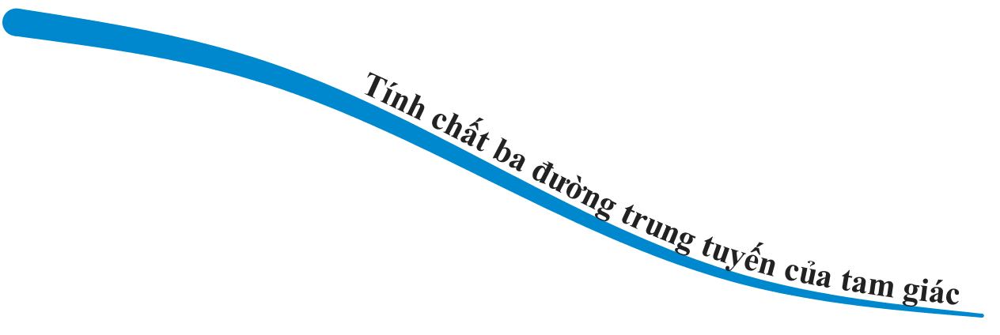 Tính chất ba đường trung tuyến của tam giác